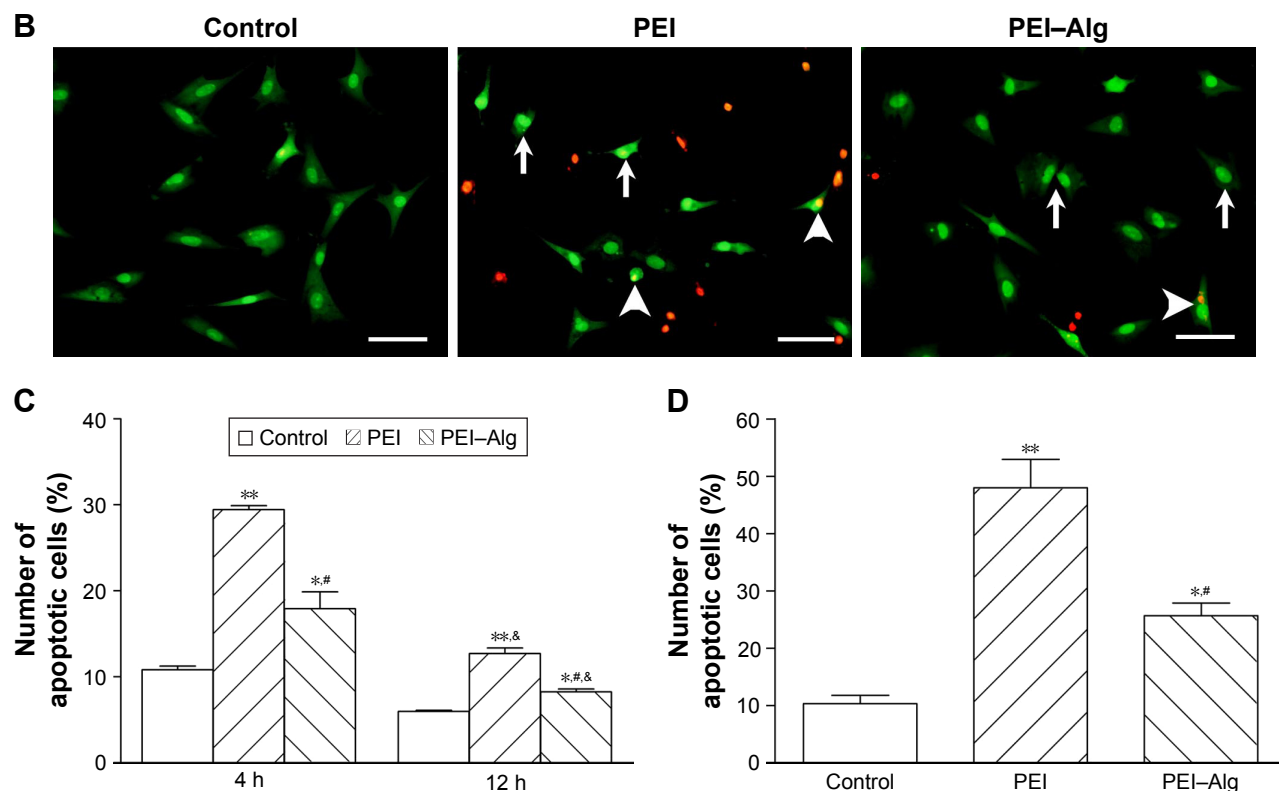 B
Control
PEI
PEI–Alg
C
Number of
apoptotic cells (%)
40
30
20
10
0
Control PEI PEI–Alg
**
*,#
**,&
*,#,&
4 h
12 h
D
Number of
apoptotic cells (%)
60
50
40
30
20
10
0
**
*,#
Control
PEI
PEI–Alg